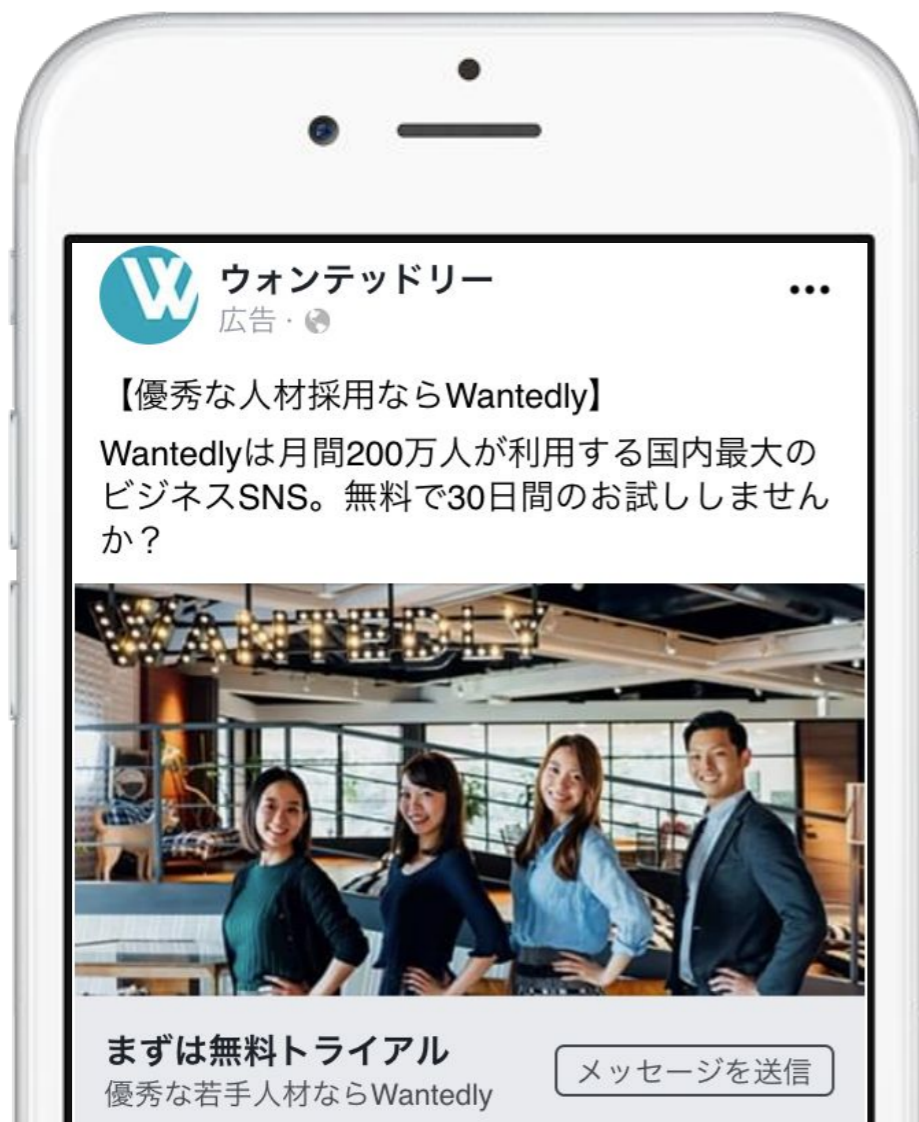 ウォンテッドリー
広告
【優秀な人材採用ならWantedly】
Wantedlyは月間200万人が利用する国内最大の
ビジネスSNS。無料で30日間のお試ししません
か？
WANTEDLY
まずは無料トライアル
メッセージを送信
優秀な若手人材ならWantedly